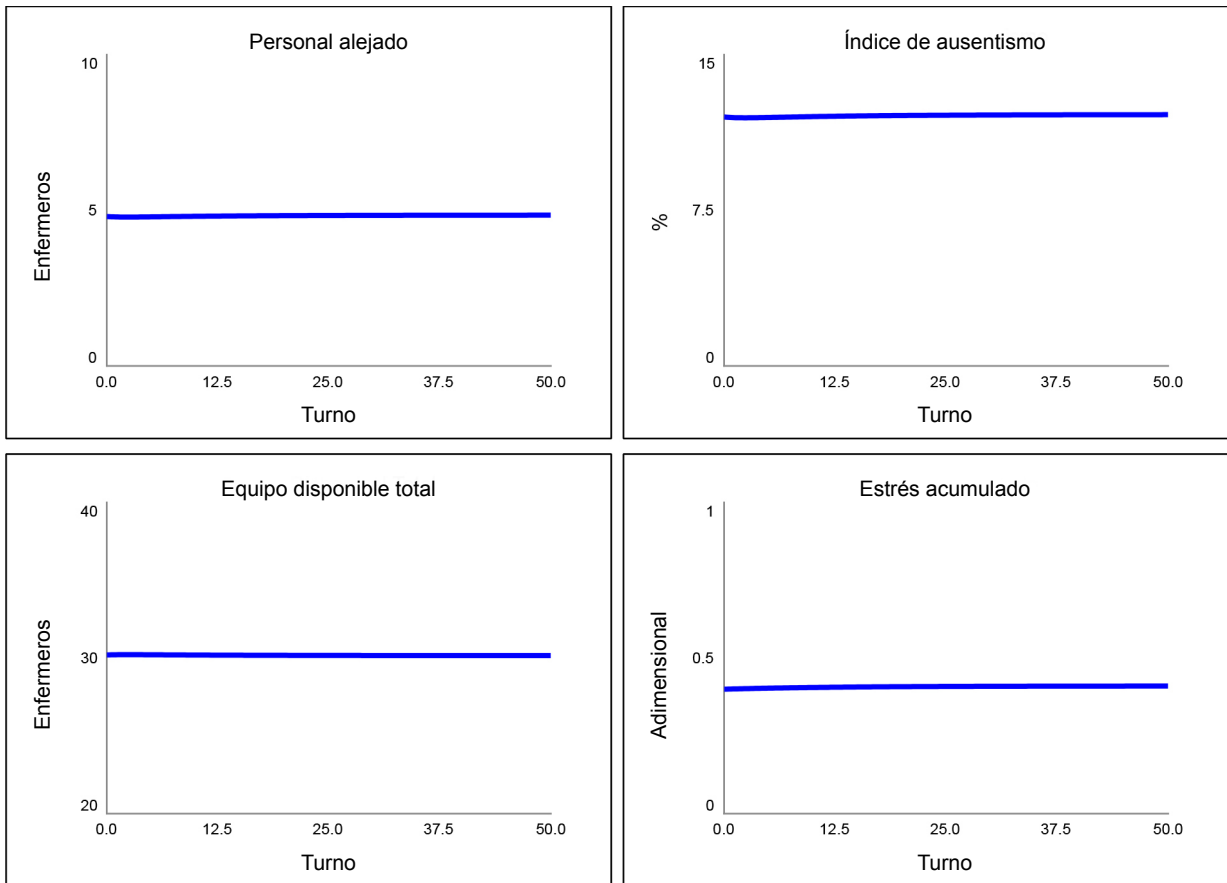 Personal alejado
10
5
0
Enfermeros
0.0 12.5 25.0 37.5 50.0
Turno
Índice de ausentismo
15
7.5
0
%
0.0 12.5 25.0 37.5 50.0
Turno
Equipo disponible total
40
30
20
Enfermeros
0.0 12.5 25.0 37.5 50.0
Turno
Estrés acumulado
1
0.5
0
Adimensional
0.0 12.5 25.0 37.5 50.0
Turno